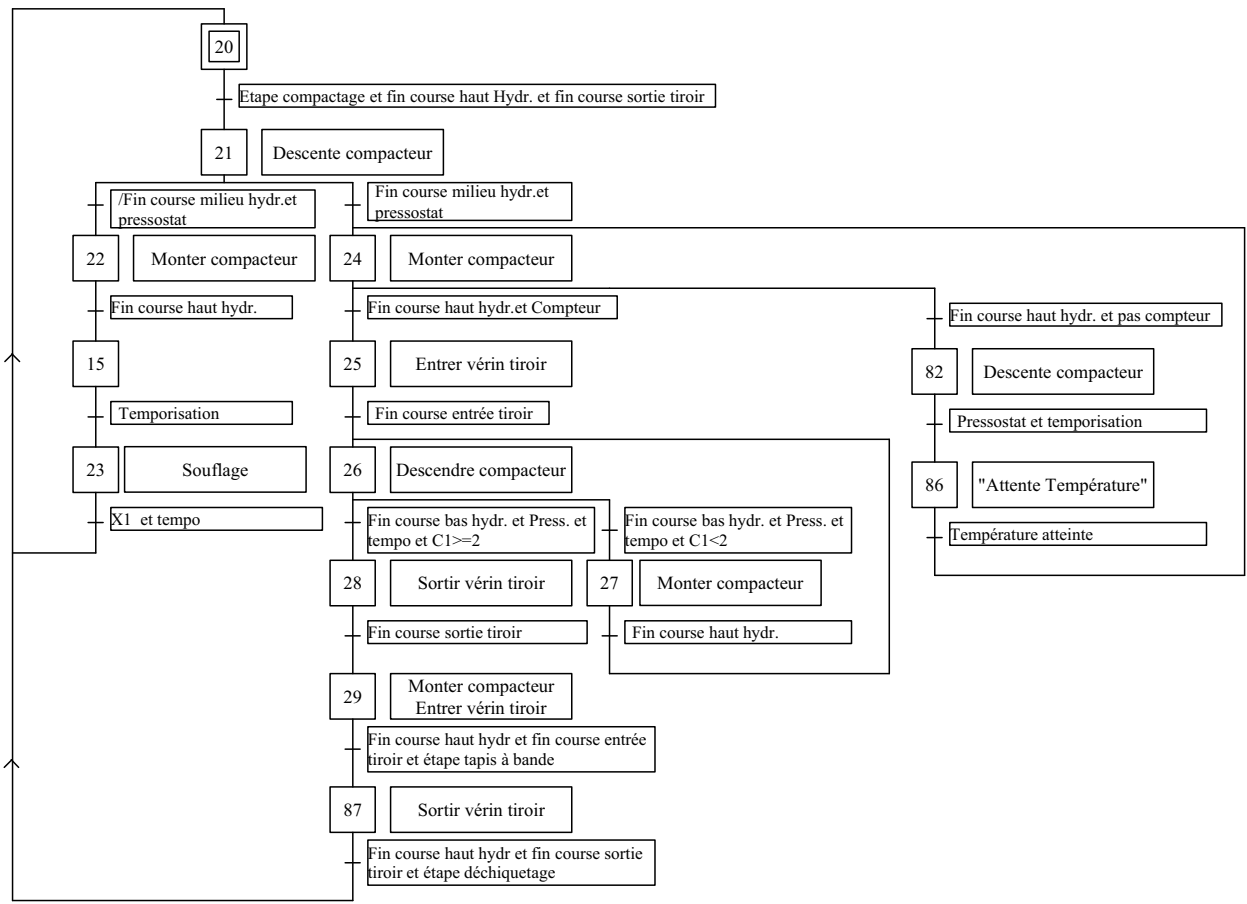 20
Etape compactage et fin course haut Hydr. et fin course sortie tiroir
21
Descente compacteur
/Fin course milieu hydr.et
pressostat
Fin course milieu hydr.et
pressostat
22
Monter compacteur
24
Monter compacteur
Fin course haut hydr.
Fin course haut hydr.et Compteur
Fin course haut hydr. et pas compteur
15
25
Entrer vérin tiroir
82
Descente compacteur
Temporisation
Fin course entrée tiroir
Pressostat et temporisation
23
Souflage
26
Descendre compacteur
86
"Attente Température"
X1 et tempo
Fin course bas hydr. et Press. et
tempo et C1>=2
Fin course bas hydr. et Press. et
tempo et C1<2
Température atteinte
28
Sortir vérin tiroir
27
Monter compacteur
Fin course sortie tiroir
Fin course haut hydr.
29
Monter compacteur
Entrer vérin tiroir
Fin course haut hydr et fin course entrée
tiroir et étape tapis à bande
87
Sortir vérin tiroir
Fin course haut hydr et fin course sortie
tiroir et étape déchiquetage